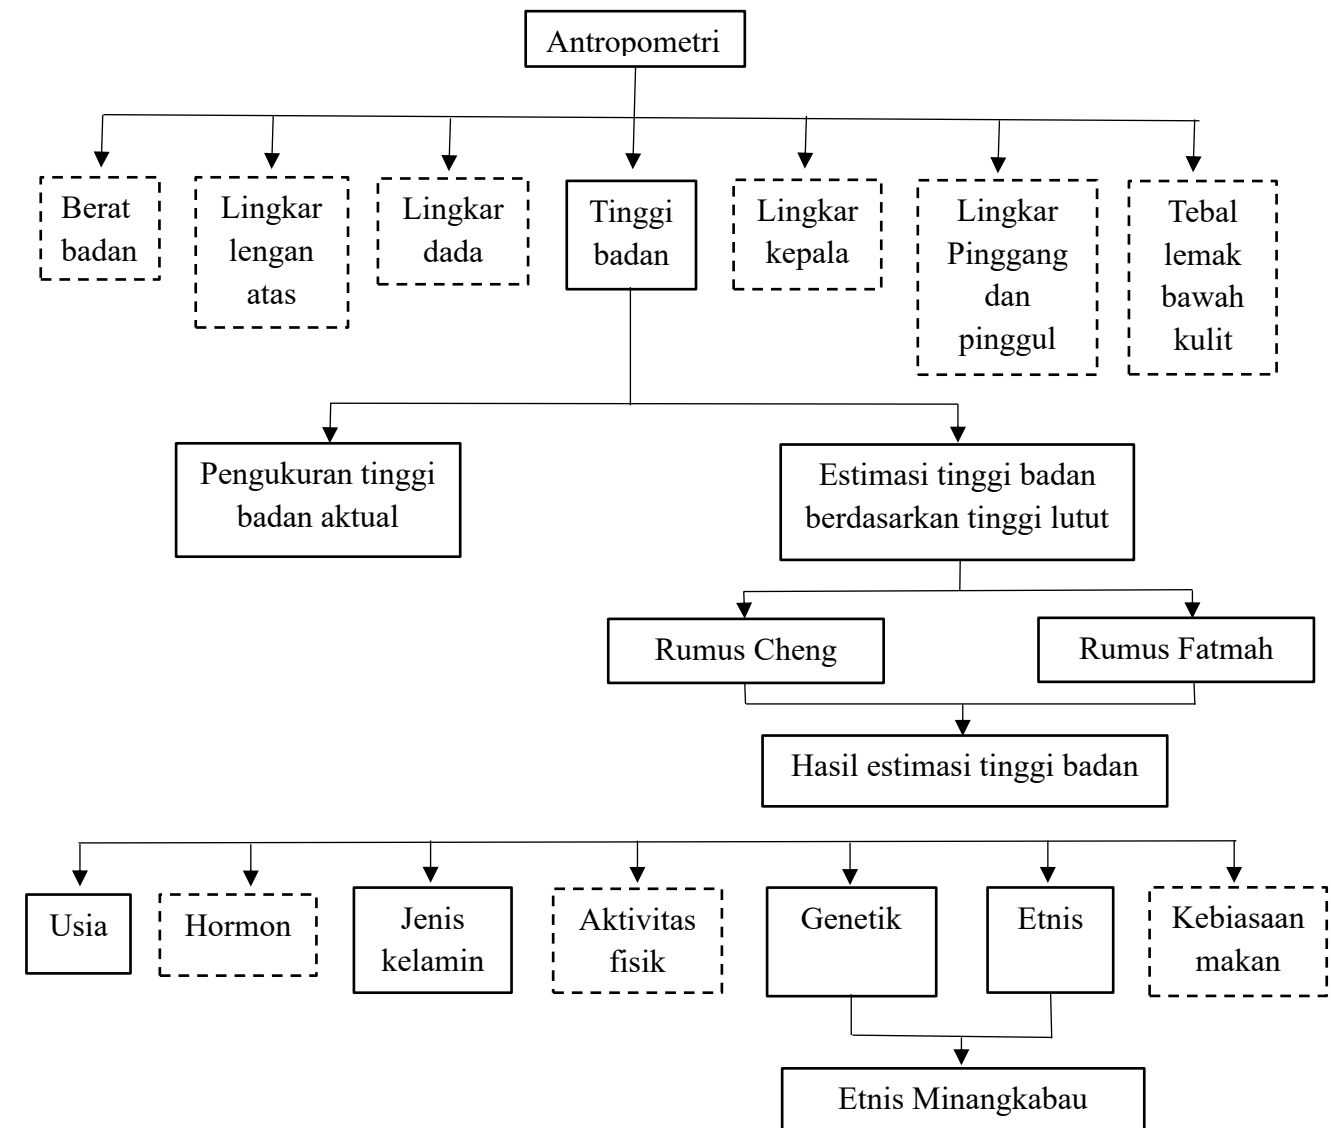 Antropometri
Berat
badan
Lingkar
lengan
atas
Lingkar
dada
Tinggi
badan
Lingkar
kepala
Lingkar
Pinggang
dan
pinggul
Tebal
lemak
bawah
kulit
Pengukuran tinggi
badan aktual
Estimasi tinggi badan
berdasarkan tinggi lutut
Rumus Cheng
Rumus Fatmah
Hasil estimasi tinggi badan
Usia
Hormon
Jenis
kelamin
Aktivitas
fisik
Genetik
Etnis
Kebiasaan
makan
Etnis Minangkabau